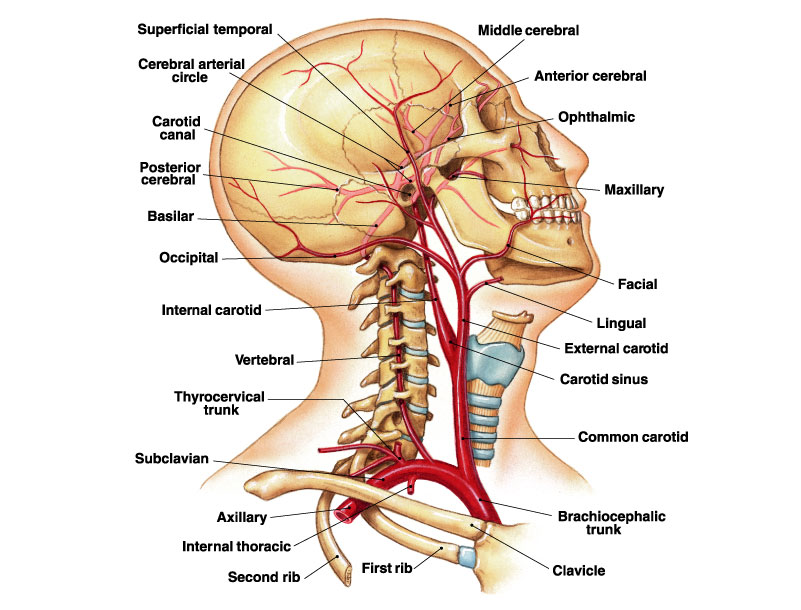 Superficial temporal
Cerebral arterial
circle
Carotid
canal
Posterior
cerebral
Basilar
Occipital
Internal carotid
Vertebral
Thyrocervical
trunk
Subclavian
Axillary
Internal thoracic
Second rib
First rib
Middle cerebral
Anterior cerebral
Ophthalmic
Maxillary
Facial
Lingual
External carotid
Carotid sinus
Common carotid
Brachiocephalic
trunk
Clavicle